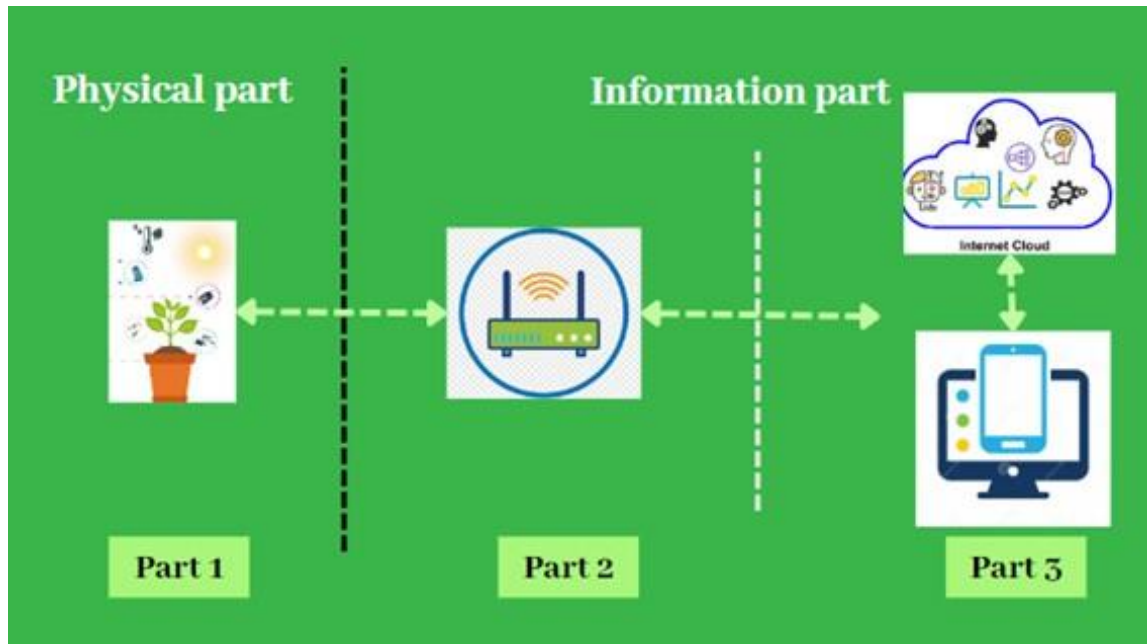 Physical part
Information part
Internet Cloud
Part 1
Part 2
Part 3